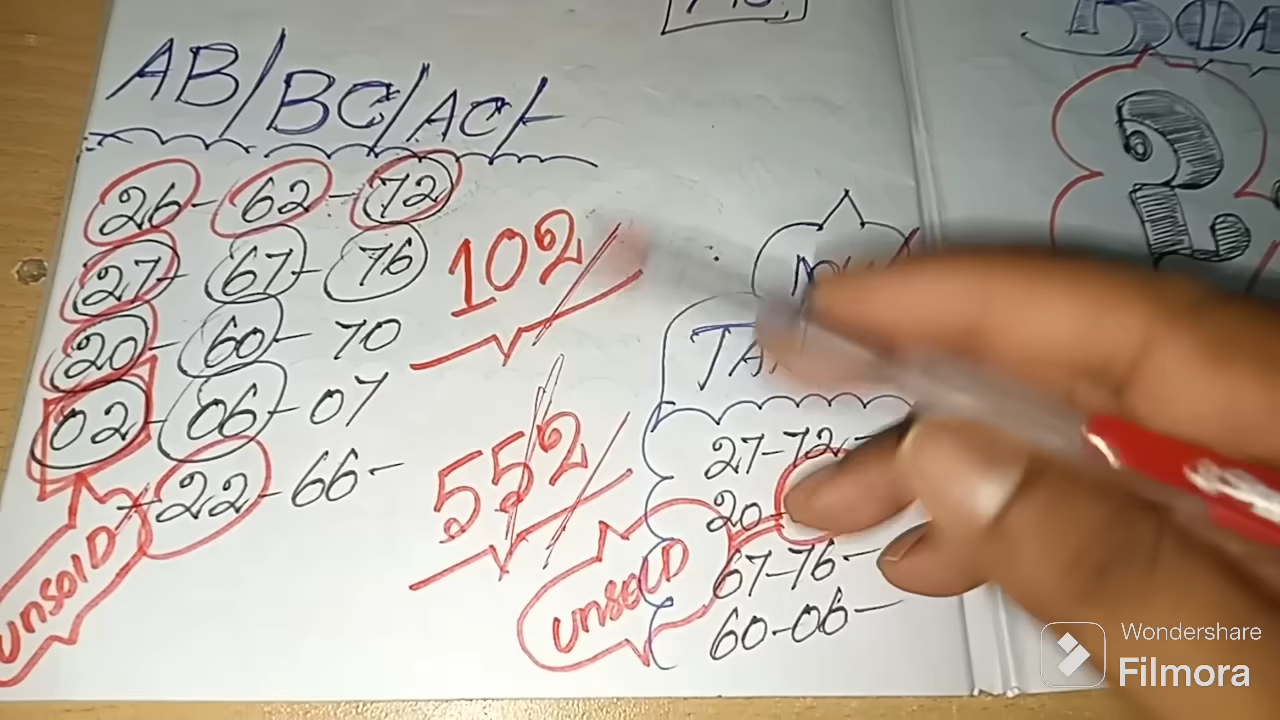 AB/BC/AC/-
26-62-72
27-67-76
20-60-70
02-06-07
-22-66-
102/
552/
unsolD
unsoLD
27-72-
20
67-76-
60-06-
2
Wondershare
Filmora